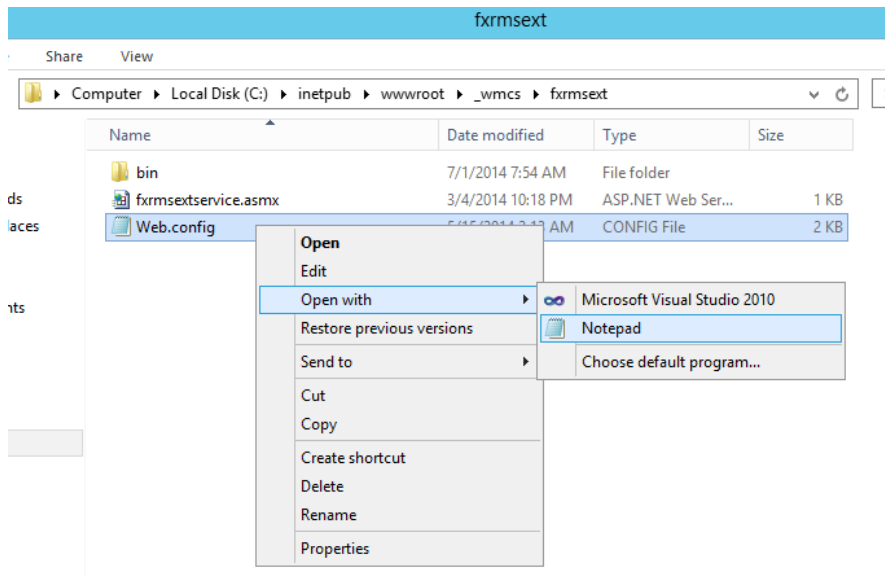 fxrmsext
Share View
Computer Local Disk (C:) inetpub wwwroot _wmcs fxrmsext
Name Date modified Type Size
bin 7/1/2014 7:54 AM File folder
ds
fxrmsextservice.asmx 3/4/2014 10:18 PM ASP.NET Web Ser... 1 KB
laces
Web.config AM CONFIG File 2 KB
Open
Edit
Open with Microsoft Visual Studio 2010
nts
Restore previous versions Notepad
Send to Choose default program...
Cut
Copy
Create shortcut
Delete
Rename
Properties